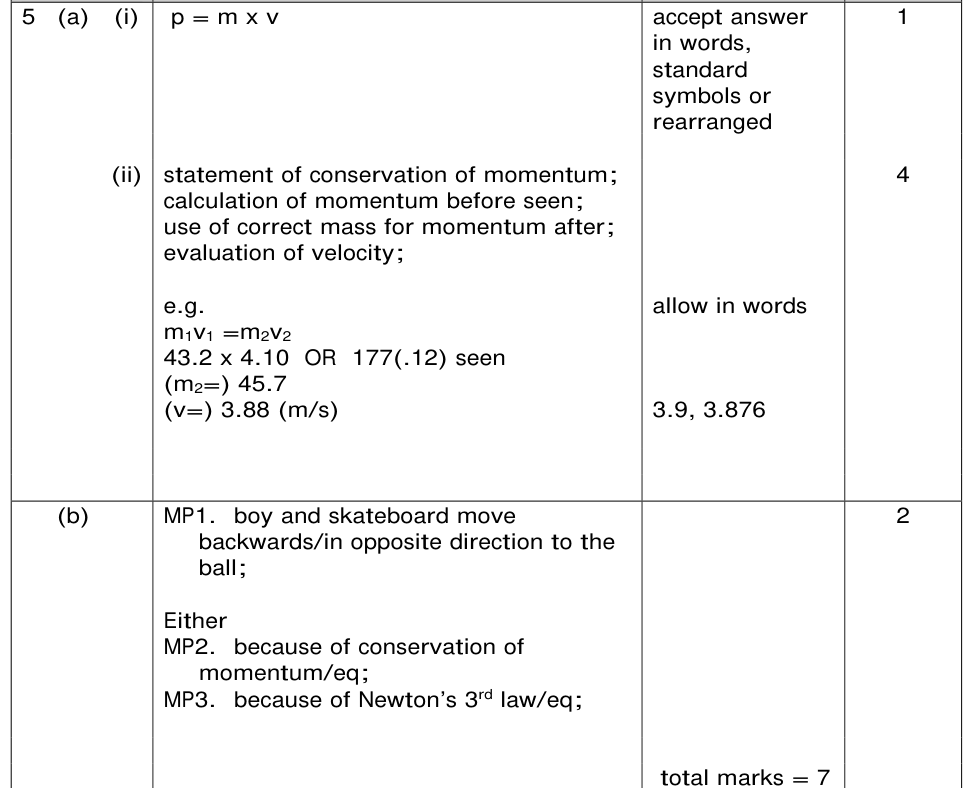 5 (a) (i) p = m x v accept answer 1
in words,
standard
symbols or
rearranged
(ii) statement of conservation of momentum; 4
calculation of momentum before seen;
use of correct mass for momentum after;
evaluation of velocity;
e.g. allow in words
m₁v₁ =m₂v₂
43.2 x 4.10 OR 177(.12) seen
(m₂=) 45.7
(v=) 3.88 (m/s) 3.9, 3.876
(b) MP1. boy and skateboard move 2
backwards/in opposite direction to the
ball;
Either
MP2. because of conservation of
momentum/eq;
MP3. because of Newton's 3ʳᵈ law/eq;
total marks = 7